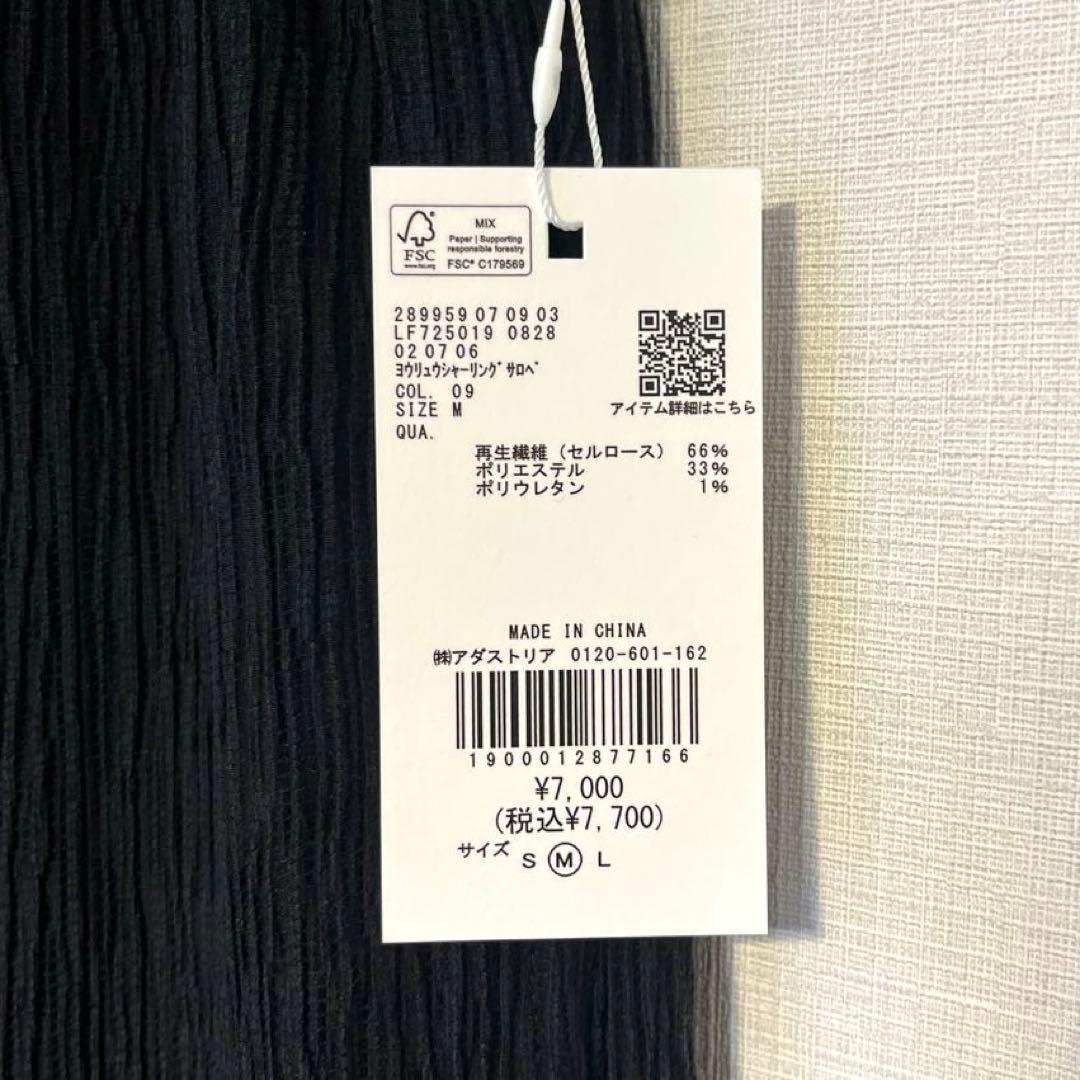 MIX
Paper | Supporting
responsible forestry
FSC® C179569
FSC
www.fsc.org
289959 07 09 03
LF725019 0828
02 07 06
ﾖｳﾘｭｳｼｬｰﾘﾝｸﾞｻﾛﾍﾟ
COL. 09
SIZE M
QUA.
アイテム詳細はこちら
再生繊維（セルロース） 66%
ポリエステル 33%
ポリウレタン 1%
MADE IN CHINA
㈱アダストリア 0120-601-162
1900012877166
¥7,000
(税込¥7,700)
サイズ S Ⓜ L